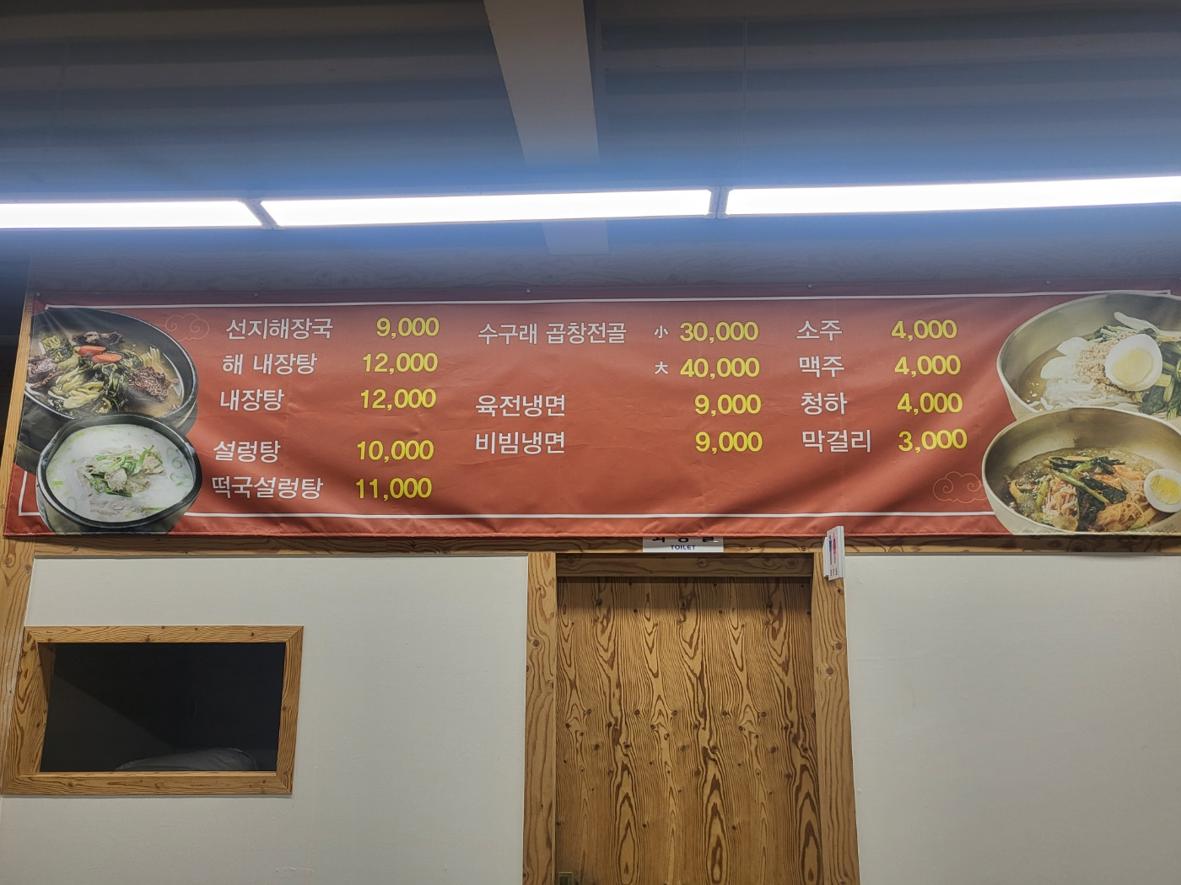 선지해장국 9,000
해 내장탕 12,000
내장탕 12,000
설렁탕 10,000
떡국설렁탕 11,000
수구래 곱창전골 小 30,000
大 40,000
육전냉면 9,000
비빔냉면 9,000
소주 4,000
맥주 4,000
청하 4,000
막걸리 3,000
TOILET